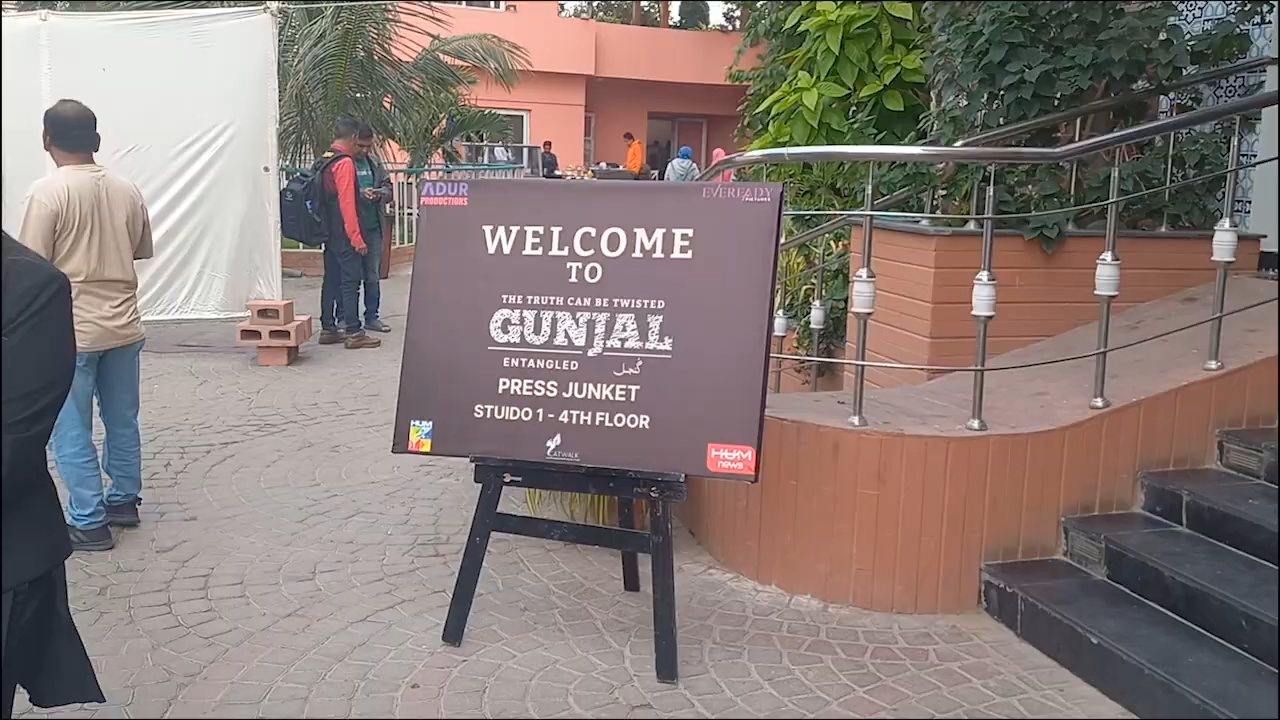 ADUR
PRODUCTIONS
EVEREADY
PICTURES
WELCOME
TO
THE TRUTH CAN BE TWISTED
GUNJAL
ENTANGLED
گنجل
PRESS JUNKET
STUIDO 1 - 4TH FLOOR
HUM
CATWALK
HUM
news